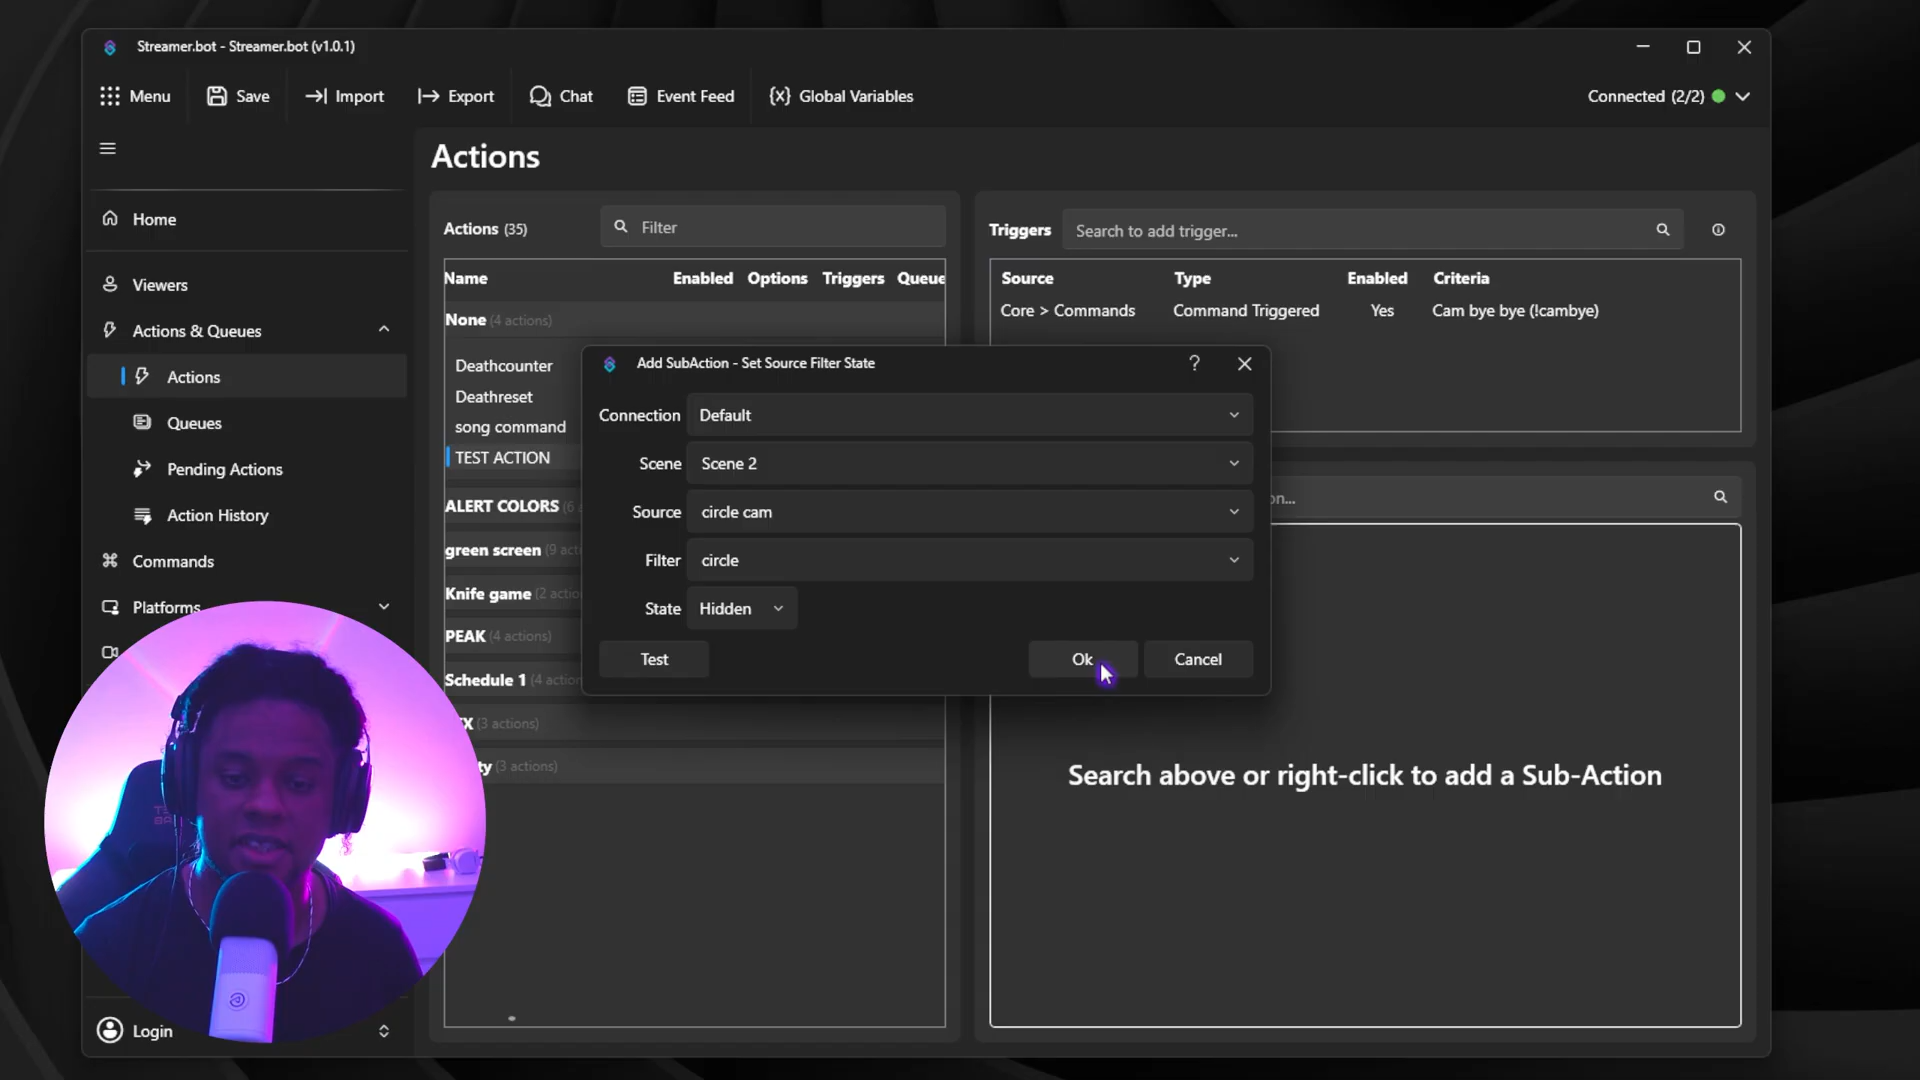 Streamer.bot - Streamer.bot (v1.0.1)
Menu
Save
Import
Export
Chat
Event Feed
{x} Global Variables
Connected (2/2)
Actions
Home
Viewers
Actions & Queues
Actions
Queues
Pending Actions
Action History
Commands
Platforms
Login
Actions (35)
Filter
Name Enabled Options Triggers Queue
None (4 actions)
Deathcounter
Deathreset
song command
TEST ACTION
ALERT COLORS (6
green screen (9 acti
Knife game (2 action
PEAK (4 actions)
Schedule 1 (4 action
X (3 actions)
ty (3 actions)
Triggers
Search to add trigger...
Source Type Enabled Criteria
Core > Commands Command Triggered Yes Cam bye bye (!cambye)
on...
Search above or right-click to add a Sub-Action
Add SubAction - Set Source Filter State
?
Connection Default
Scene Scene 2
Source circle cam
Filter circle
State Hidden
Test
Ok
Cancel